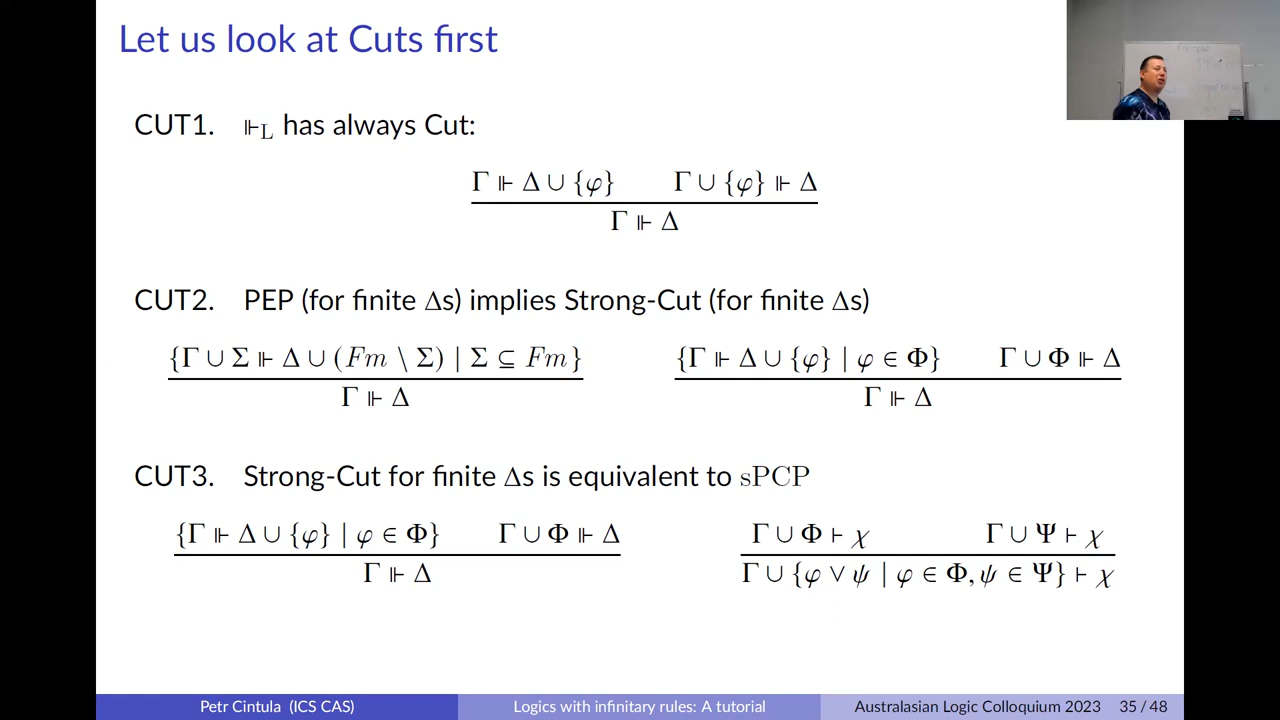 Let us look at Cuts first
CUT1. ⊩L has always Cut:
Γ ⊩ Δ ∪ {φ} Γ ∪ {φ} ⊩ Δ
Γ ⊩ Δ
CUT2. PEP (for finite Δs) implies Strong-Cut (for finite Δs)
{Γ ∪ Σ ⊩ Δ ∪ (Fm \ Σ) | Σ ⊆ Fm} {Γ ⊩ Δ ∪ {φ} | φ ∈ Φ} Γ ∪ Φ ⊩ Δ
Γ ⊩ Δ Γ ⊩ Δ
CUT3. Strong-Cut for finite Δs is equivalent to sPCP
{Γ ⊩ Δ ∪ {φ} | φ ∈ Φ} Γ ∪ Φ ⊩ Δ Γ ∪ Φ ⊢ χ Γ ∪ Ψ ⊢ χ
Γ ⊩ Δ Γ ∪ {φ ∨ ψ | φ ∈ Φ, ψ ∈ Ψ} ⊢ χ
Petr Cintula (ICS CAS) Logics with infinitary rules: A tutorial Australasian Logic Colloquium 2023 35 / 48